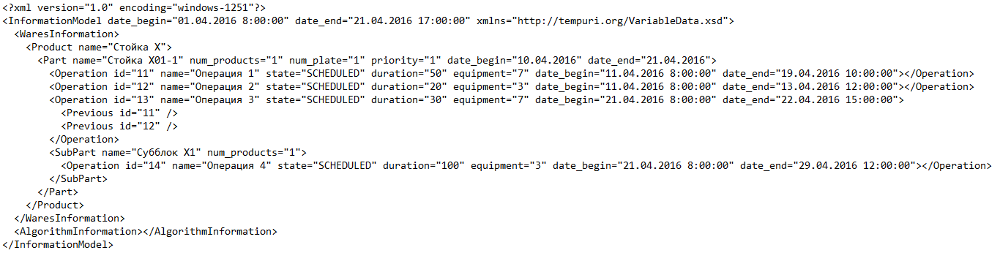 <?xml version="1.0" encoding="windows-1251"?>
<InformationModel date_begin="01.04.2016 8:00:00" date_end="21.04.2016 17:00:00" xmlns="http://tempuri.org/VariableData.xsd">
  <WaresInformation>
    <Product name="Стойка Х">
      <Part name="Стойка Х01-1" num_products="1" num_plate="1" priority="1" date_begin="10.04.2016" date_end="21.04.2016">
        <Operation id="11" name="Операция 1" state="SCHEDULED" duration="50" equipment="7" date_begin="11.04.2016 8:00:00" date_end="19.04.2016 10:00:00"></Operation>
        <Operation id="12" name="Операция 2" state="SCHEDULED" duration="20" equipment="3" date_begin="11.04.2016 8:00:00" date_end="13.04.2016 12:00:00"></Operation>
        <Operation id="13" name="Операция 3" state="SCHEDULED" duration="30" equipment="7" date_begin="21.04.2016 8:00:00" date_end="22.04.2016 15:00:00">
          <Previous id="11" />
          <Previous id="12" />
        </Operation>
        <SubPart name="Субблок Х1" num_products="1">
          <Operation id="14" name="Операция 4" state="SCHEDULED" duration="100" equipment="3" date_begin="21.04.2016 8:00:00" date_end="29.04.2016 12:00:00"></Operation>
        </SubPart>
      </Part>
    </Product>
  </WaresInformation>
  <AlgorithmInformation></AlgorithmInformation>
</InformationModel>